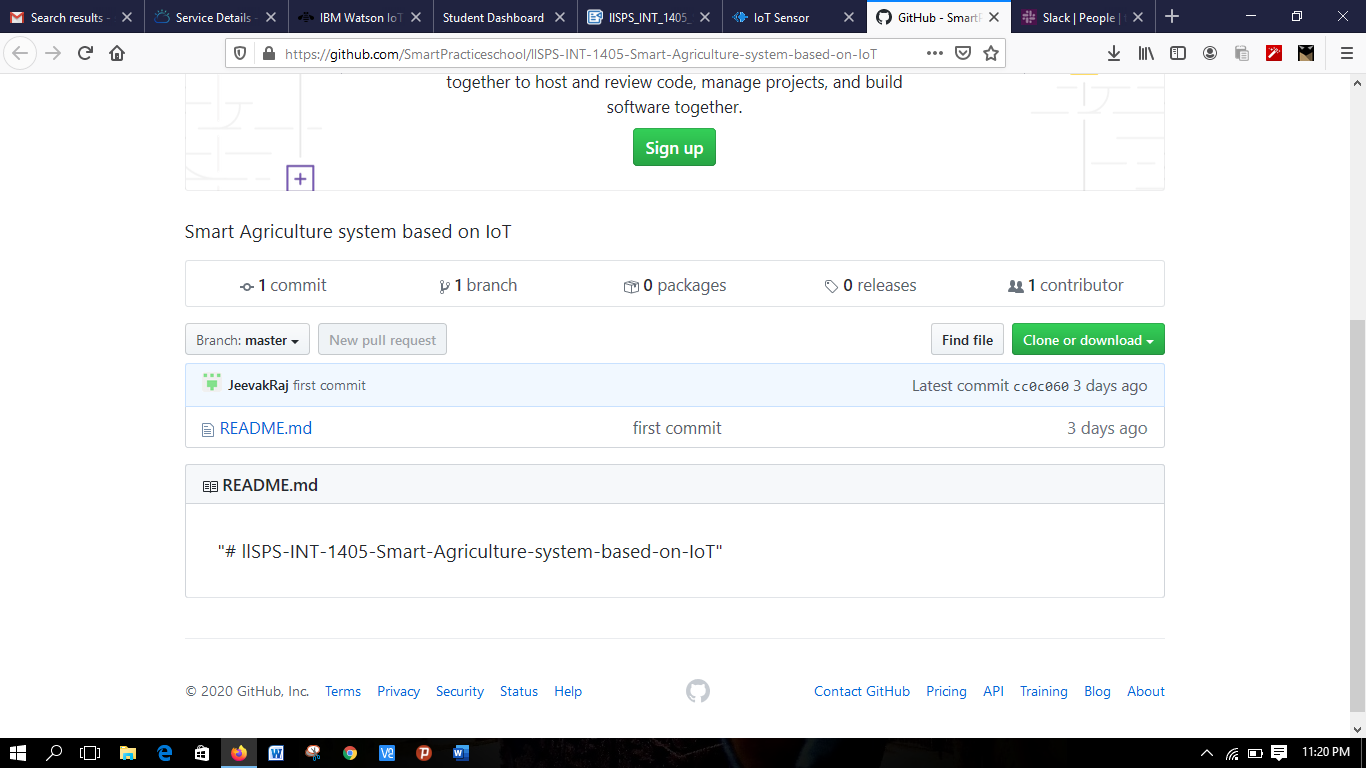 Search results -
Service Details -
IBM Watson IoT
Student Dashboard
llSPS_INT_1405_
IoT Sensor
GitHub - SmartP
Slack | People |
https://github.com/SmartPracticeschool/llSPS-INT-1405-Smart-Agriculture-system-based-on-IoT
together to host and review code, manage projects, and build
software together.
Sign up
Smart Agriculture system based on IoT
1 commit 1 branch 0 packages 0 releases 1 contributor
Branch: master New pull request Find file Clone or download
JeevakRaj first commit Latest commit cc0c060 3 days ago
README.md first commit 3 days ago
README.md
"# llSPS-INT-1405-Smart-Agriculture-system-based-on-IoT"
© 2020 GitHub, Inc. Terms Privacy Security Status Help Contact GitHub Pricing API Training Blog About
11:20 PM